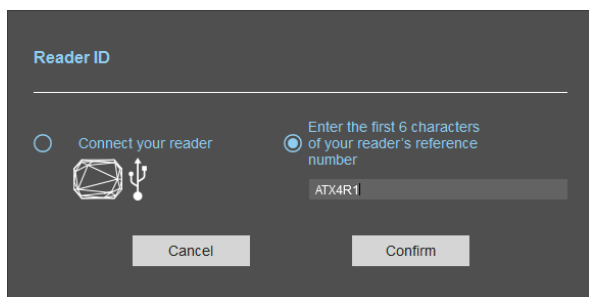 Reader ID
Connect your reader
Enter the first 6 characters
of your reader's reference
number
ATX4R1
Cancel
Confirm